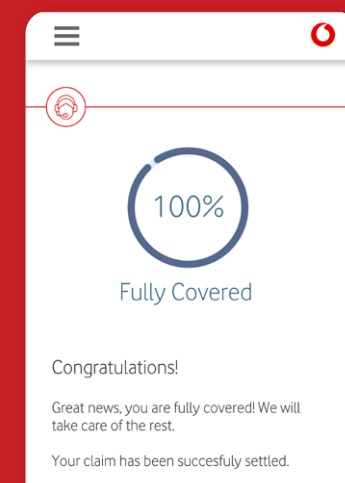 100%
Fully Covered
Congratulations!
Great news, you are fully covered! We will
take care of the rest.
Your claim has been succesfuly settled.